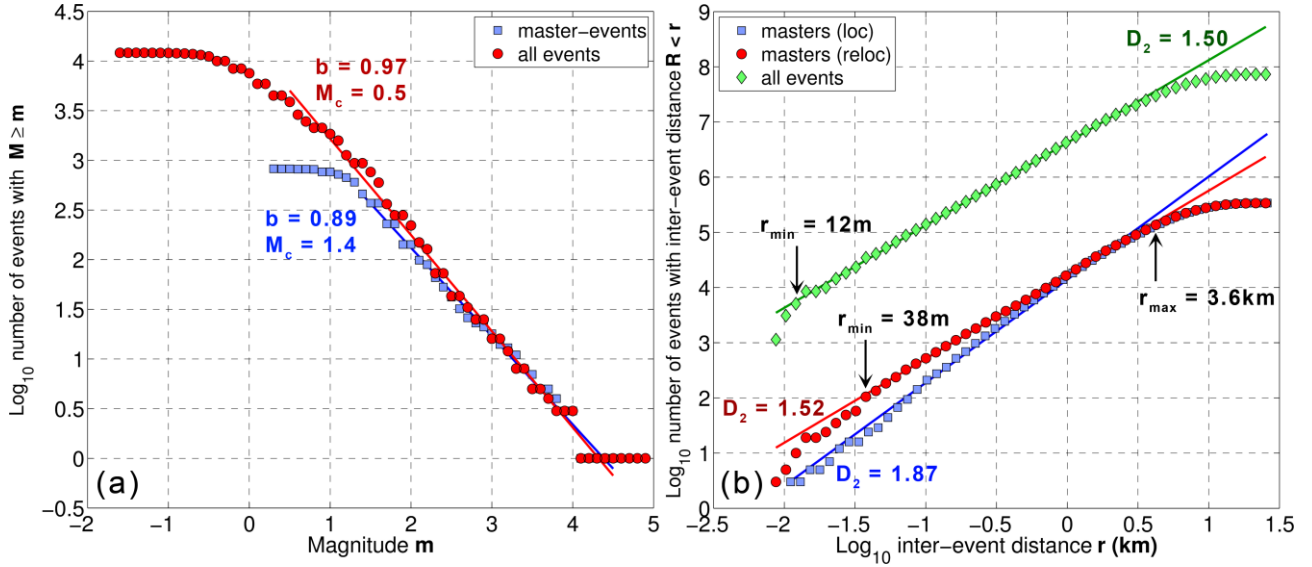 Log10 number of events with M ≥ m
4.5
4
3.5
3
2.5
2
1.5
1
0.5
0
−0.5
−2
−1
0
1
2
3
4
5
Magnitude m
master−events
all events
b = 0.97
Mc = 0.5
b = 0.89
Mc = 1.4
(a)
Log10 number of events with inter−event distance R < r
9
8
7
6
5
4
3
2
1
0
−2.5
−2
−1.5
−1
−0.5
0
0.5
1
1.5
Log10 inter−event distance r (km)
masters (loc)
masters (reloc)
all events
D2 = 1.50
rmin = 12m
rmin = 38m
rmax = 3.6km
D2 = 1.52
D2 = 1.87
(b)